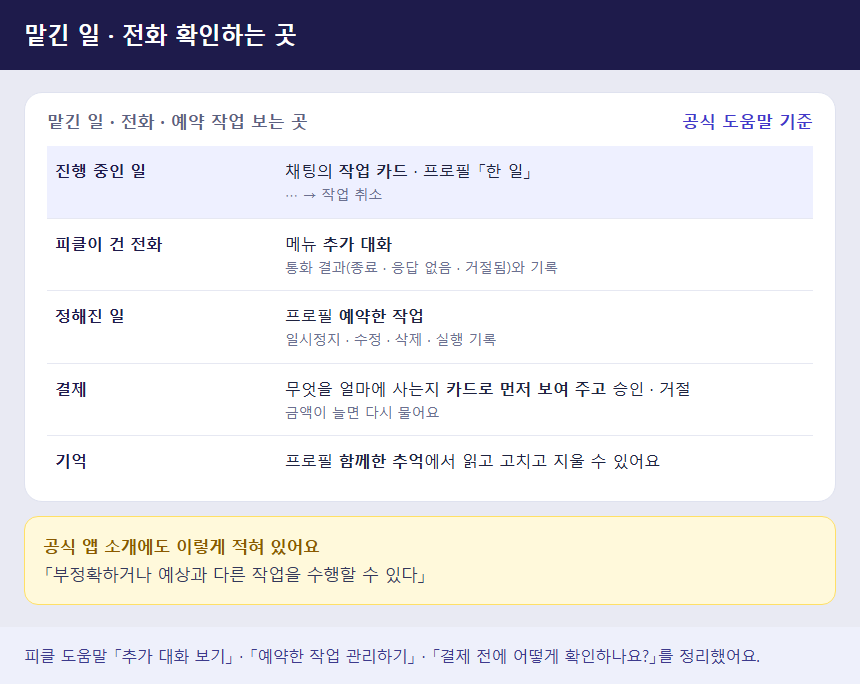 맡긴 일 · 전화 확인하는 곳
맡긴 일 · 전화 · 예약 작업 보는 곳
공식 도움말 기준
진행 중인 일
채팅의 작업 카드 · 프로필 「한 일」
··· → 작업 취소
피클이 건 전화
메뉴 추가 대화
통화 결과(종료 · 응답 없음 · 거절됨)와 기록
정해진 일
프로필 예약한 작업
일시정지 · 수정 · 삭제 · 실행 기록
결제
무엇을 얼마에 사는지 카드로 먼저 보여 주고 승인 · 거절
금액이 늘면 다시 물어요
기억
프로필 함께한 추억에서 읽고 고치고 지울 수 있어요
공식 앱 소개에도 이렇게 적혀 있어요
「부정확하거나 예상과 다른 작업을 수행할 수 있다」
피클 도움말 「추가 대화 보기」·「예약한 작업 관리하기」·「결제 전에 어떻게 확인하나요?」를 정리했어요.